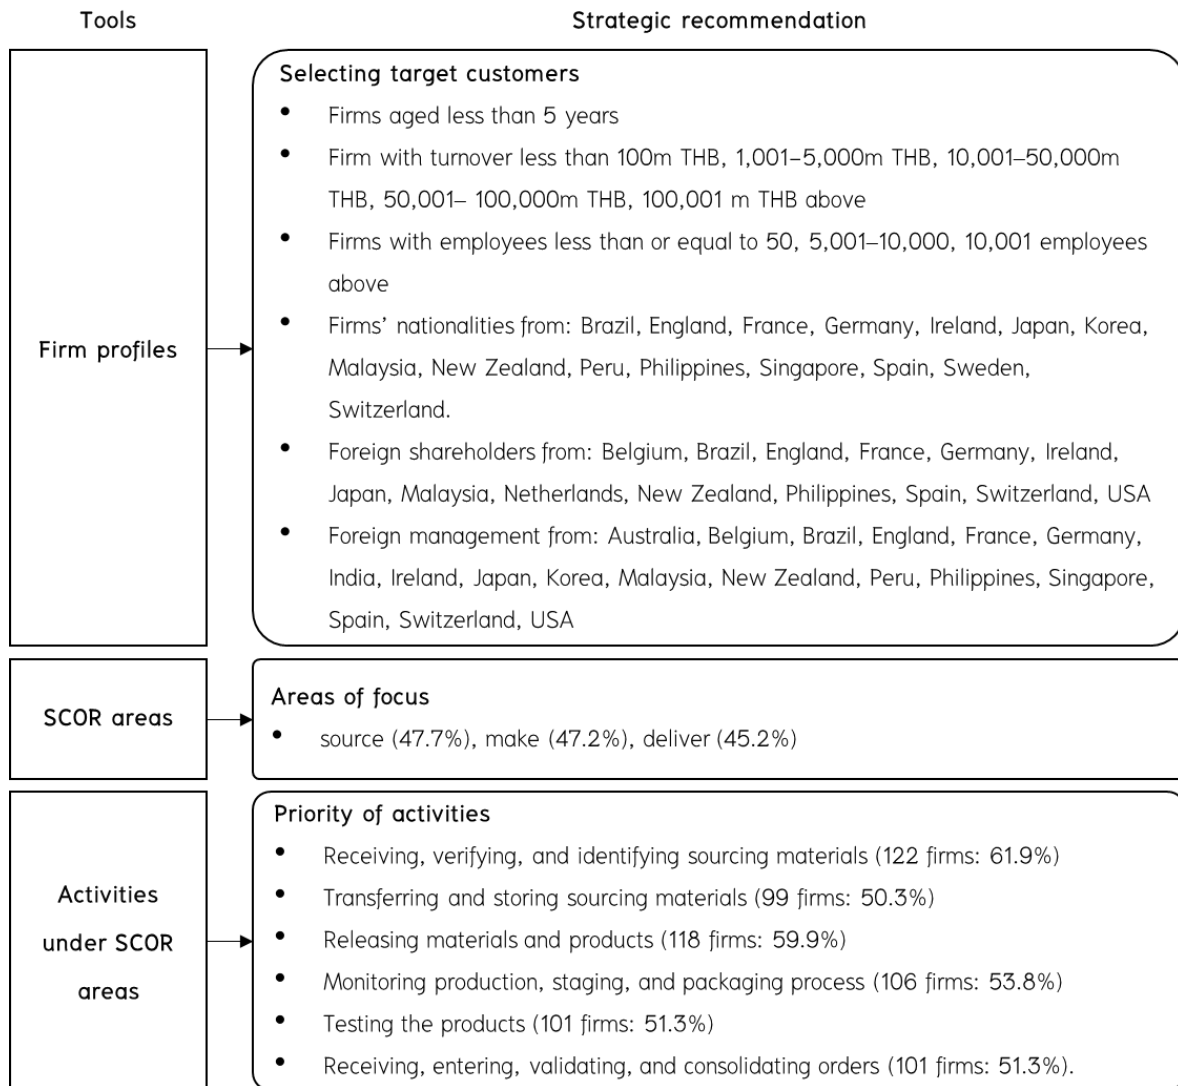 Tools
Strategic recommendation
Firm profiles
Selecting target customers
• Firms aged less than 5 years
• Firm with turnover less than 100m THB, 1,001–5,000m THB, 10,001–50,000m
THB, 50,001– 100,000m THB, 100,001 m THB above
• Firms with employees less than or equal to 50, 5,001–10,000, 10,001 employees
above
• Firms' nationalities from: Brazil, England, France, Germany, Ireland, Japan, Korea,
Malaysia, New Zealand, Peru, Philippines, Singapore, Spain, Sweden,
Switzerland.
• Foreign shareholders from: Belgium, Brazil, England, France, Germany, Ireland,
Japan, Malaysia, Netherlands, New Zealand, Philippines, Spain, Switzerland, USA
• Foreign management from: Australia, Belgium, Brazil, England, France, Germany,
India, Ireland, Japan, Korea, Malaysia, New Zealand, Peru, Philippines, Singapore,
Spain, Switzerland, USA
SCOR areas
Areas of focus
• source (47.7%), make (47.2%), deliver (45.2%)
Activities
under SCOR
areas
Priority of activities
• Receiving, verifying, and identifying sourcing materials (122 firms: 61.9%)
• Transferring and storing sourcing materials (99 firms: 50.3%)
• Releasing materials and products (118 firms: 59.9%)
• Monitoring production, staging, and packaging process (106 firms: 53.8%)
• Testing the products (101 firms: 51.3%)
• Receiving, entering, validating, and consolidating orders (101 firms: 51.3%).